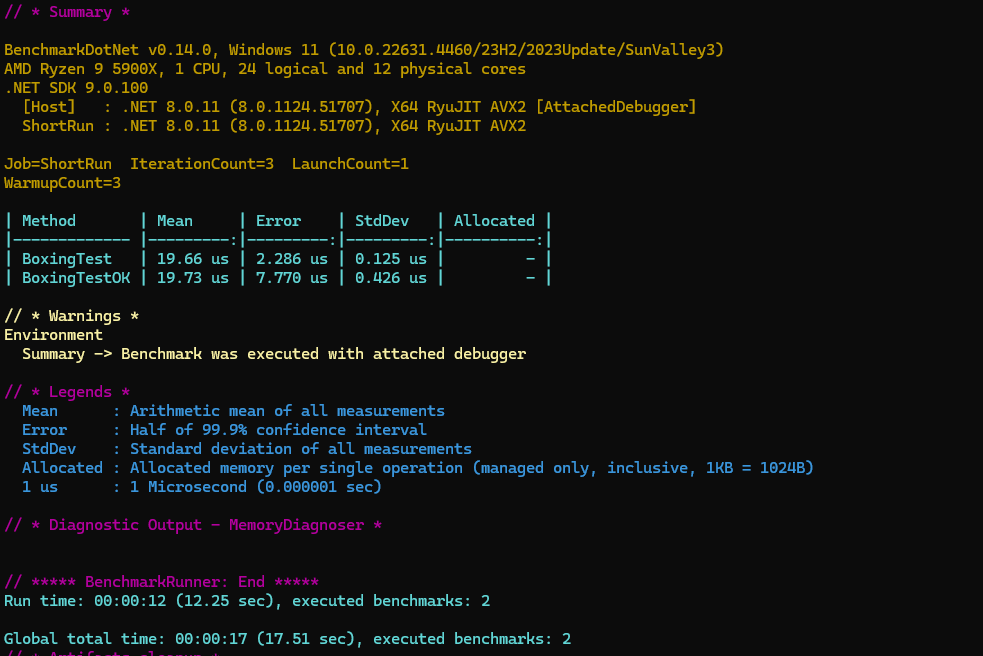 // * Summary *
BenchmarkDotNet v0.14.0, Windows 11 (10.0.22631.4460/23H2/2023Update/SunValley3)
AMD Ryzen 9 5900X, 1 CPU, 24 logical and 12 physical cores
.NET SDK 9.0.100
  [Host]   : .NET 8.0.11 (8.0.1124.51707), X64 RyuJIT AVX2 [AttachedDebugger]
  ShortRun : .NET 8.0.11 (8.0.1124.51707), X64 RyuJIT AVX2
Job=ShortRun  IterationCount=3  LaunchCount=1
WarmupCount=3
| Method       | Mean     | Error    | StdDev   | Allocated |
|------------- |---------:|---------:|---------:|----------:|
| BoxingTest   | 19.66 us | 2.286 us | 0.125 us |         - |
| BoxingTestOK | 19.73 us | 7.770 us | 0.426 us |         - |
// * Warnings *
Environment
  Summary -> Benchmark was executed with attached debugger
// * Legends *
  Mean      : Arithmetic mean of all measurements
  Error     : Half of 99.9% confidence interval
  StdDev    : Standard deviation of all measurements
  Allocated : Allocated memory per single operation (managed only, inclusive, 1KB = 1024B)
  1 us      : 1 Microsecond (0.000001 sec)
// * Diagnostic Output - MemoryDiagnoser *
// ***** BenchmarkRunner: End *****
Run time: 00:00:12 (12.25 sec), executed benchmarks: 2
Global total time: 00:00:17 (17.51 sec), executed benchmarks: 2
// * Artifacts cleanup *